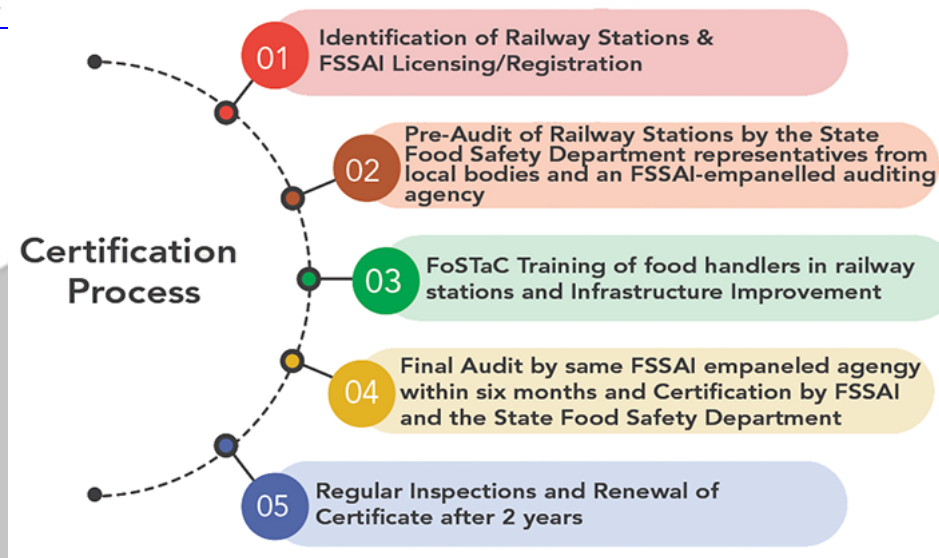 Certification
Process
01
Identification of Railway Stations &
FSSAI Licensing/Registration
02
Pre-Audit of Railway Stations by the State
Food Safety Department representatives from
local bodies and an FSSAI-empanelled auditing
agency
03
FoSTaC Training of food handlers in railway
stations and Infrastructure Improvement
04
Final Audit by same FSSAI empaneled agengy
within six months and Certification by FSSAI
and the State Food Safety Department
05
Regular Inspections and Renewal of
Certificate after 2 years